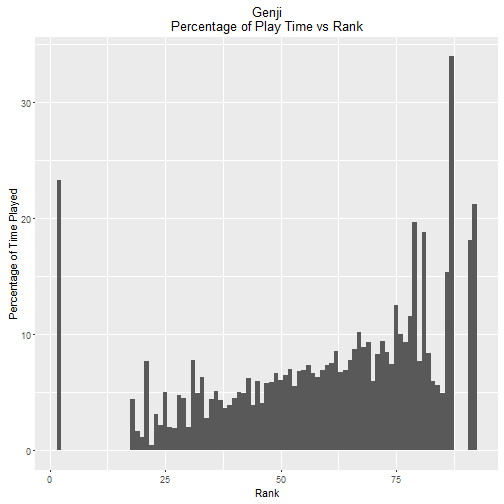 Genji
Percentage of Play Time vs Rank
Percentage of Time Played
30
20
10
0
0 25 50 75
Rank